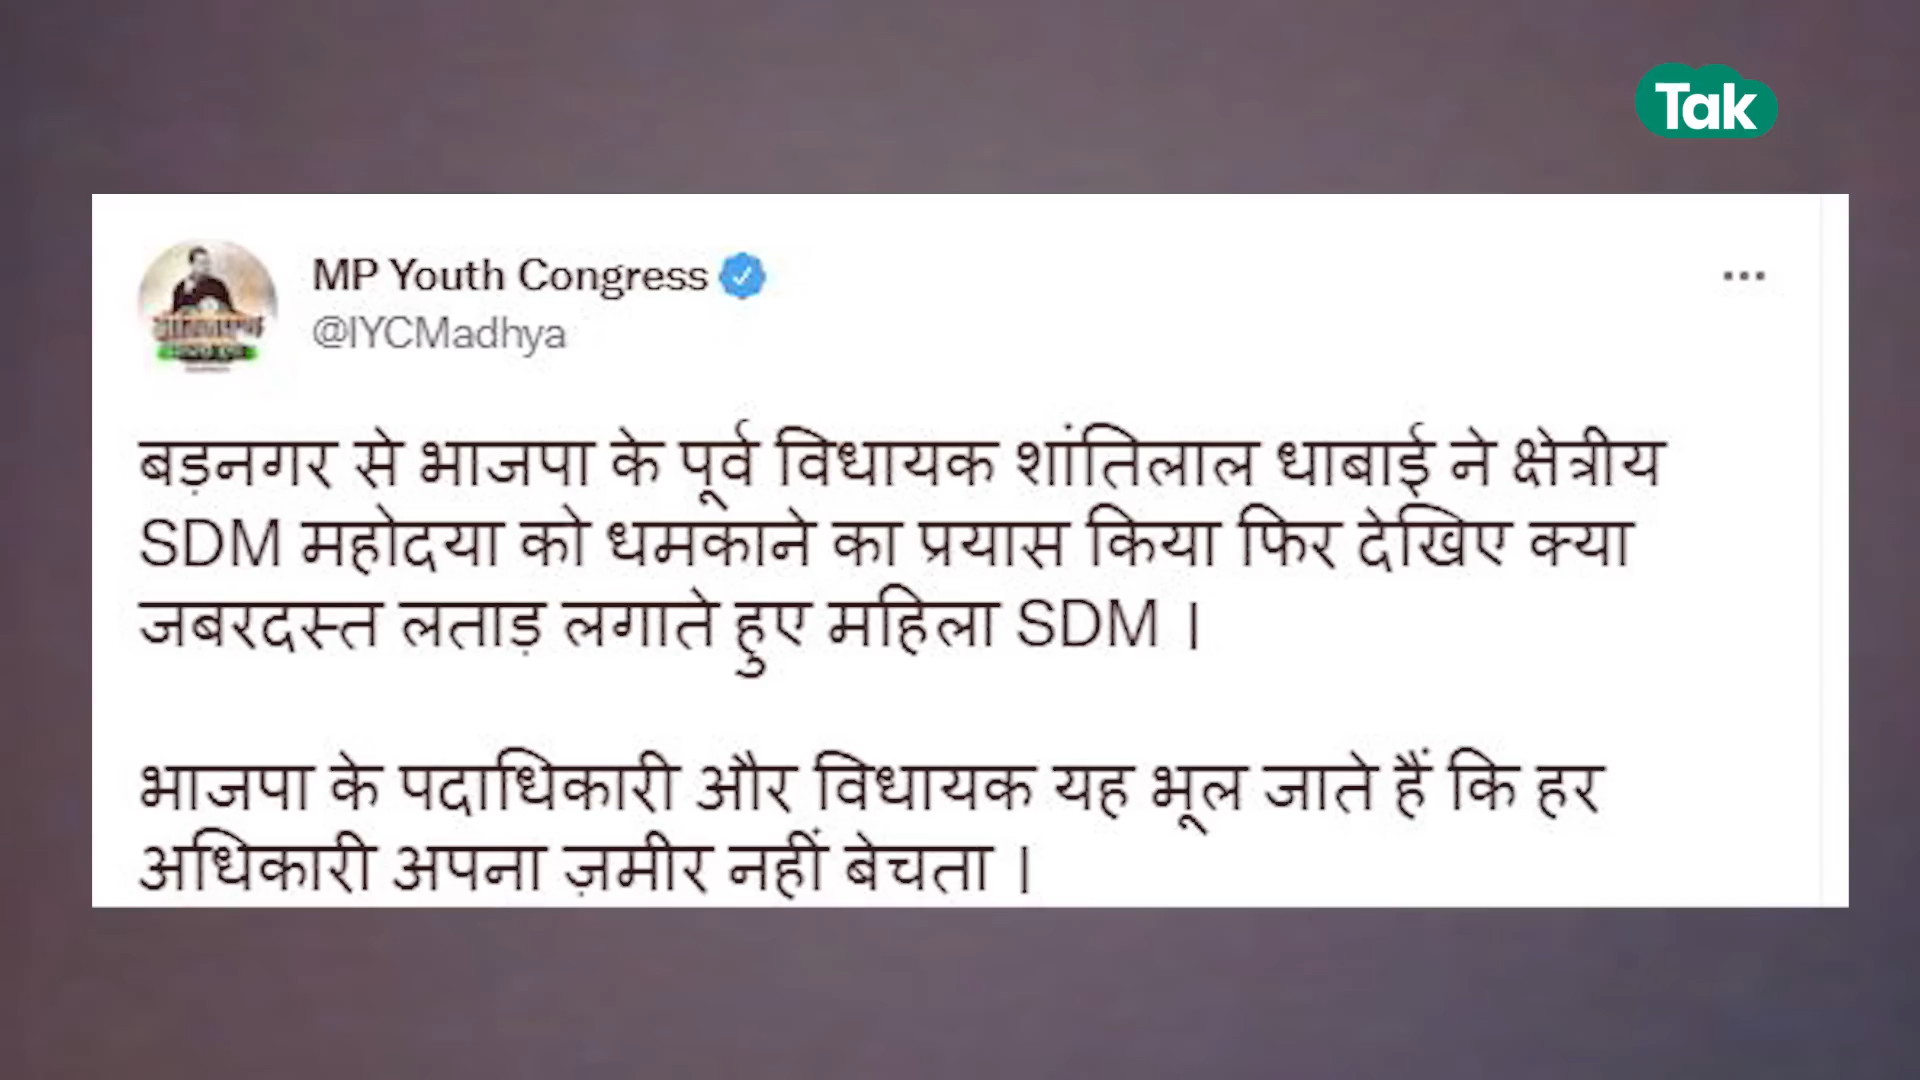 Tak
MP Youth Congress
@IYCMadhya
बड़नगर से भाजपा के पूर्व विधायक शांतिलाल धाबाई ने क्षेत्रीय
SDM महोदया को धमकाने का प्रयास किया फिर देखिए क्या
जबरदस्त लताड़ लगाते हुए महिला SDM |
भाजपा के पदाधिकारी और विधायक यह भूल जाते हैं कि हर
अधिकारी अपना ज़मीर नहीं बेचता |